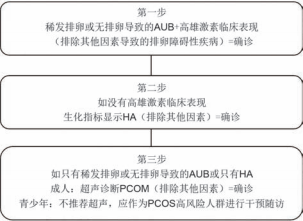 第一步
稀发排卵或无排卵导致的AUB+高雄激素临床表现
（排除其他因素导致的排卵障碍性疾病）=确诊
第二步
如没有高雄激素临床表现
生化指标显示HA（排除其他因素）=确诊
第三步
如只有稀发排卵或无排卵导致的AUB或只有HA
成人：超声诊断PCOM（排除其他因素）=确诊
青少年：不推荐超声，应作为PCOS高风险人群进行干预随访